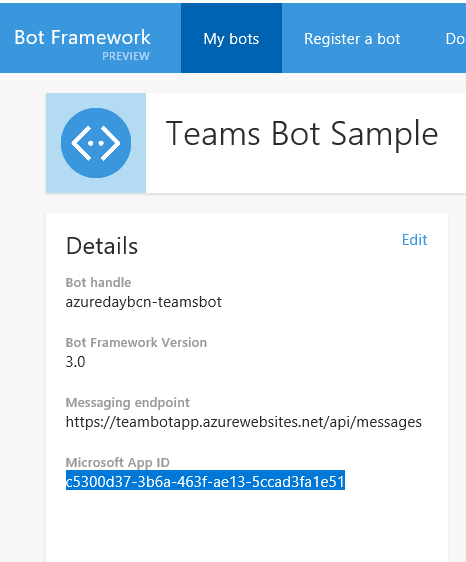 Bot Framework My bots Register a bot Do
PREVIEW
Teams Bot Sample
Details Edit
Bot handle
azuredaybcn-teamsbot
Bot Framework Version
3.0
Messaging endpoint
https://teambotapp.azurewebsites.net/api/messages
Microsoft App ID
c5300d37-3b6a-463f-ae13-5ccad3fa1e51